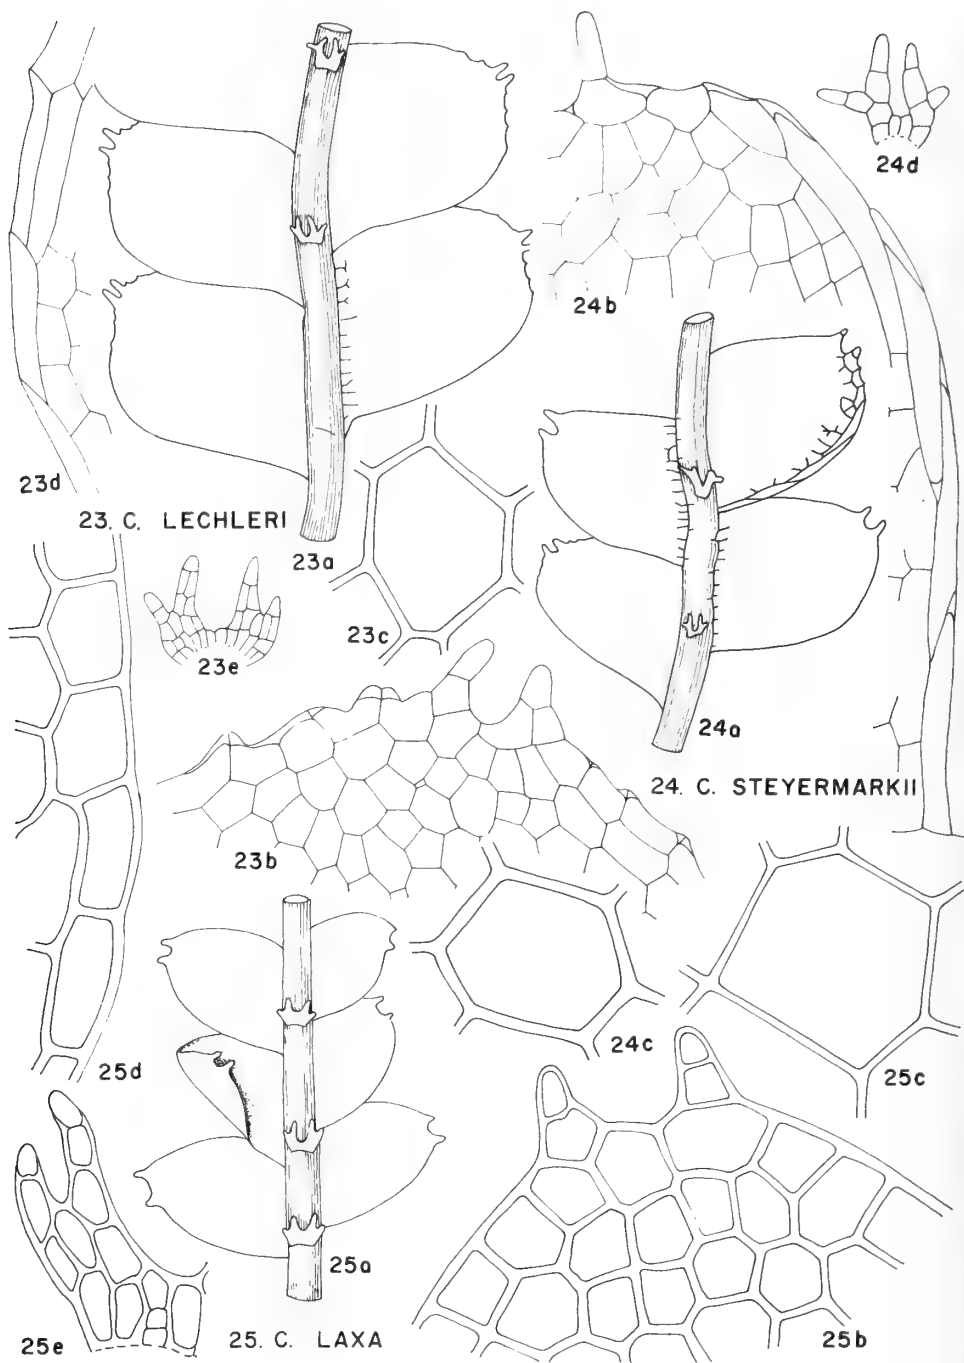 24d
24b
23d
23. C. LECHLERI
23a
23c
23e
24a
24. C. STEYERMARKII
23b
24c
25d
25c
25a
25e
25. C. LAXA
25b